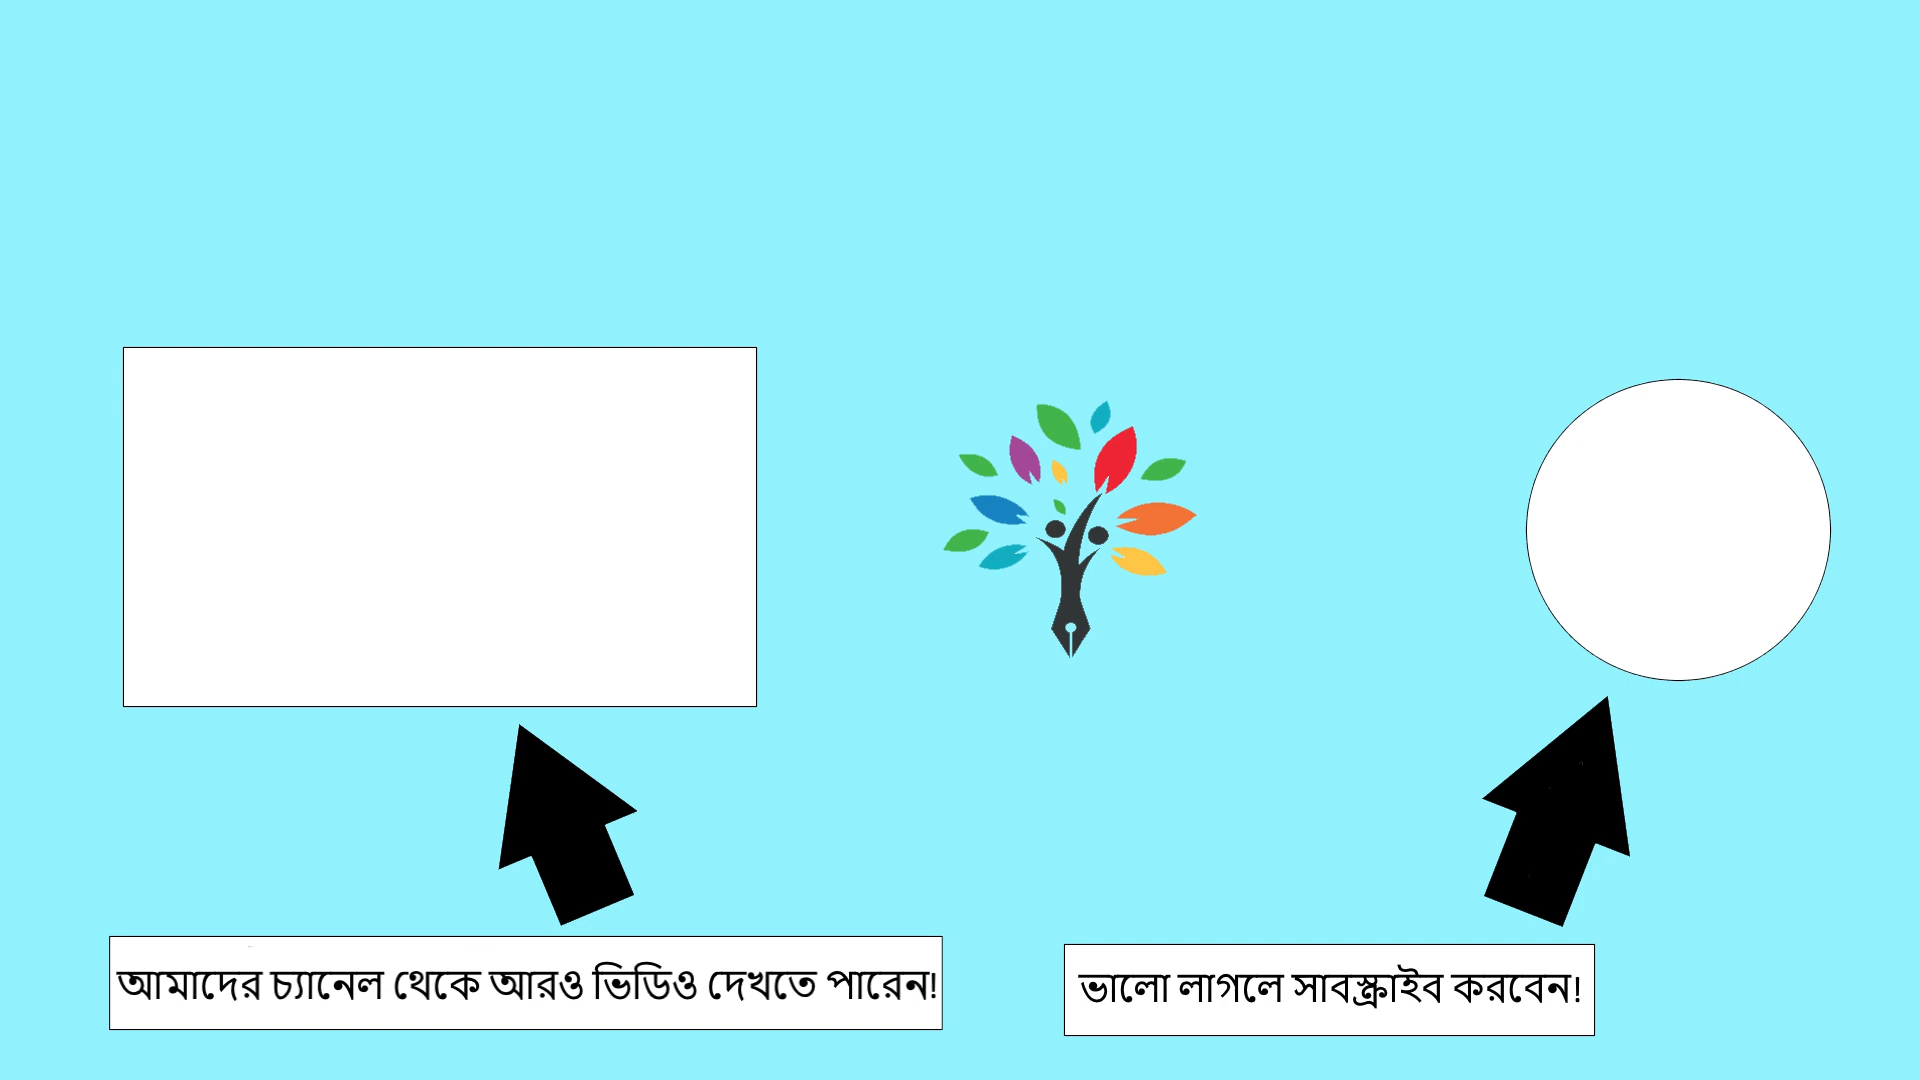 আমাদের চ্যানেল থেকে আরও ভিডিও দেখতে পারেন!
ভালো লাগলে সাবস্ক্রাইব করবেন!